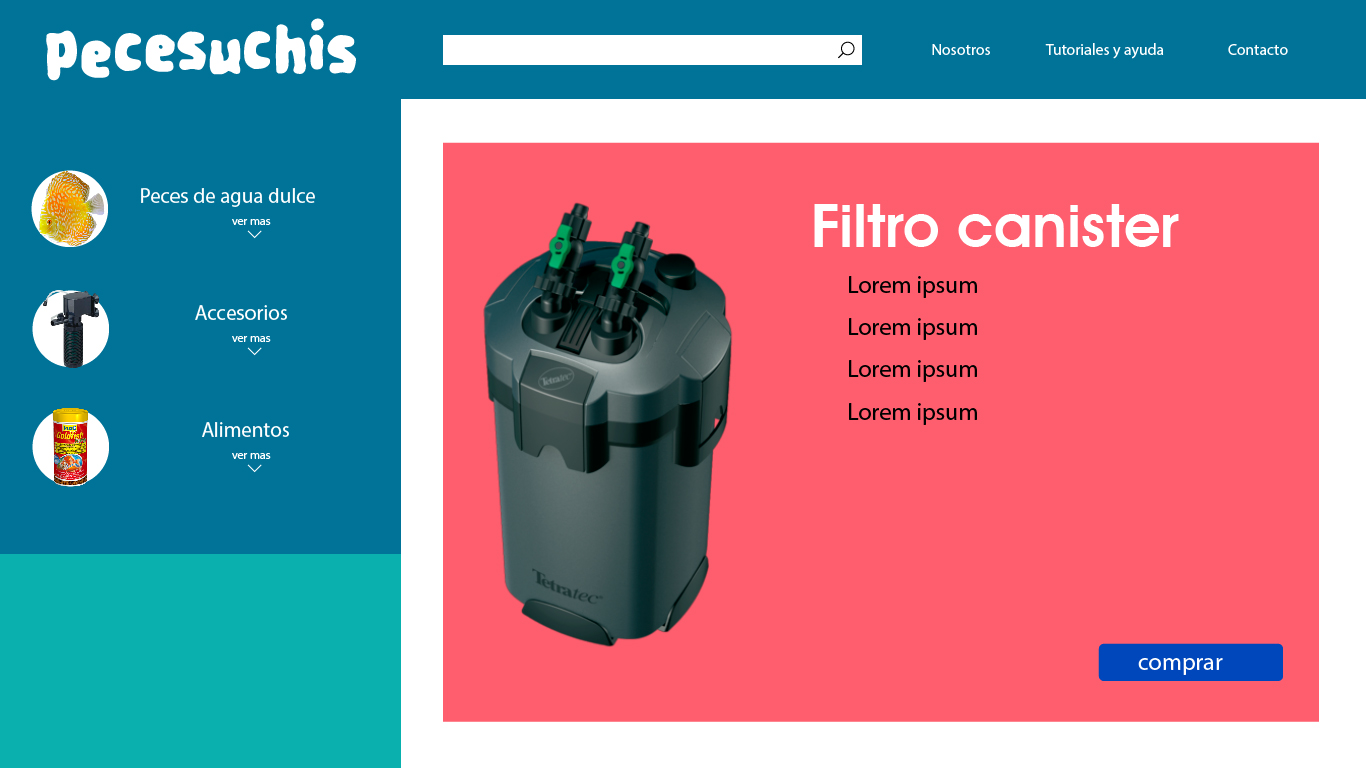 pecesuchis
Nosotros
Tutoriales y ayuda
Contacto
Peces de agua dulce
ver mas
Accesorios
ver mas
Alimentos
ver mas
Filtro canister
Lorem ipsum
Lorem ipsum
Lorem ipsum
Lorem ipsum
Tetratec
Tetratec
comprar